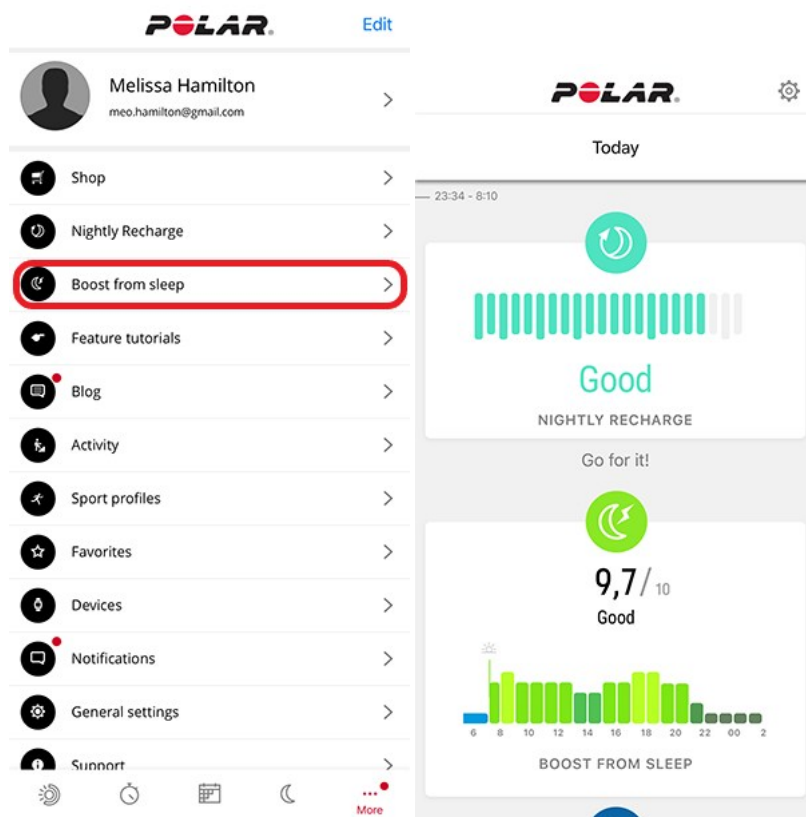 POLAR.
Edit
Melissa Hamilton
meo.hamilton@gmail.com
Shop
Nightly Recharge
Boost from sleep
Feature tutorials
Blog
Activity
Sport profiles
Favorites
Devices
Notifications
General settings
Support
More
POLAR.
Today
23:34 - 8:10
Good
NIGHTLY RECHARGE
Go for it!
9,7/10
Good
6 8 10 12 14 16 18 20 22 00 2
BOOST FROM SLEEP